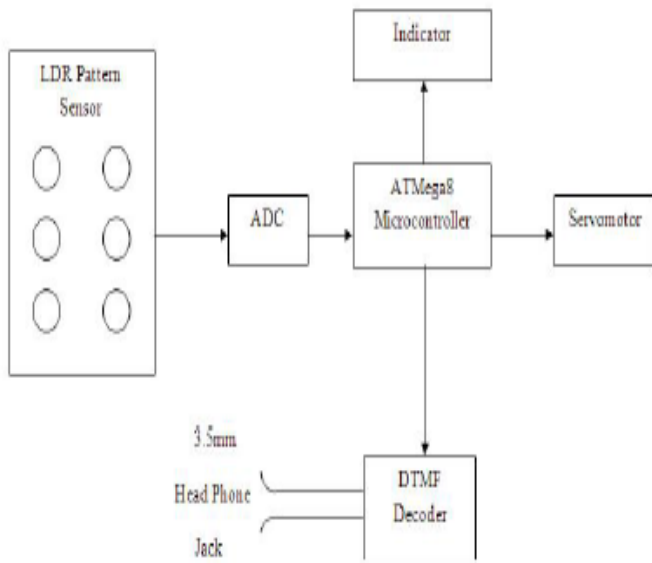 LDR Pattern
Sensor
Indicator
ADC
ATMega8
Microcontroller
Servomotor
3.5mm
Head Phone
Jack
DTMF
Decoder